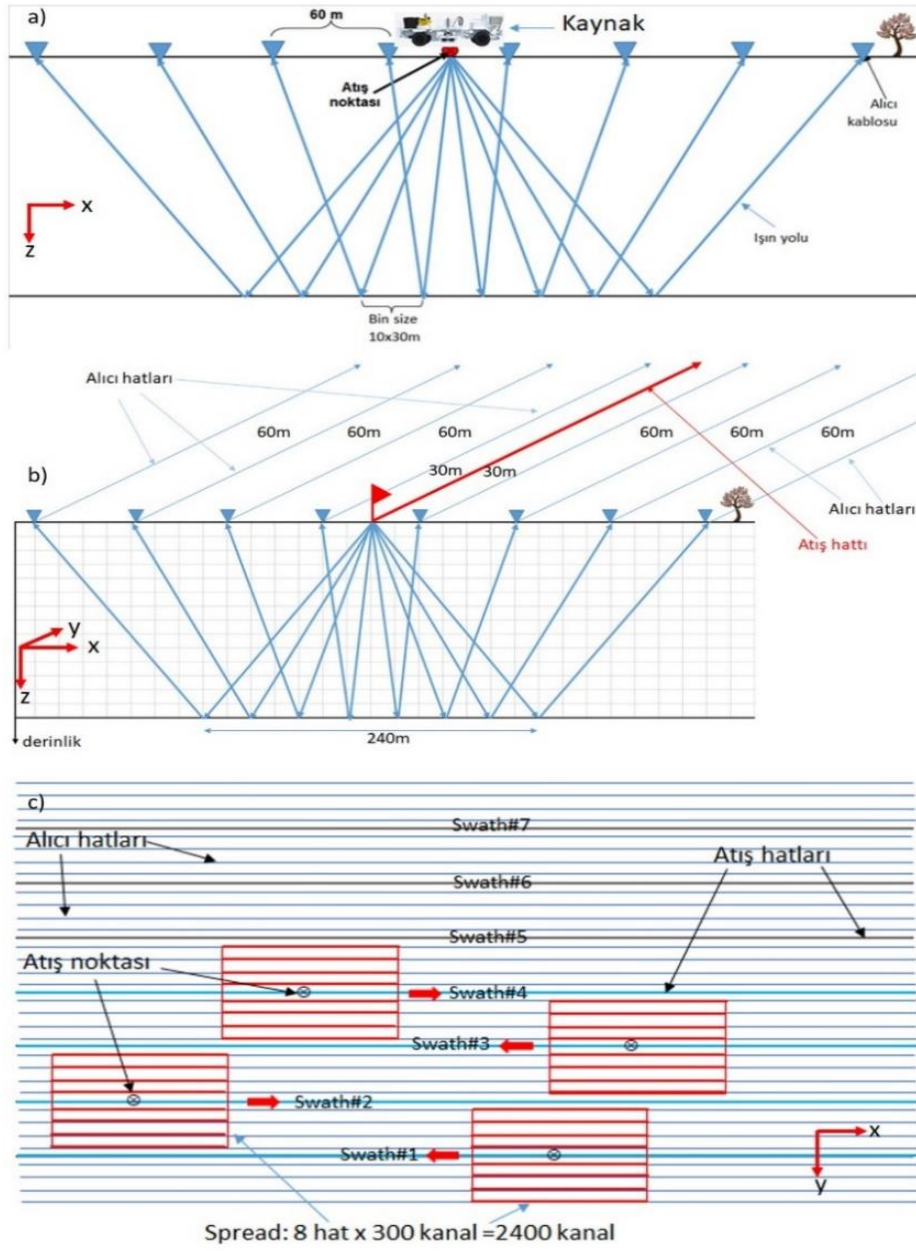 a)
60 m
Kaynak
Atış
noktası
Alıcı
kablosu
x
z
Işın yolu
Bin size
10x30m
Alıcı hatları
60m
60m
60m
60m
60m
60m
30m
30m
b)
Alıcı hatları
Atış hattı
y
x
z
derinlik
240m
c)
Swath#7
Alıcı hatları
Atış hatları
Swath#6
Swath#5
Atış noktası
Swath#4
Swath#3
Swath#2
x
Swath#1
y
Spread: 8 hat x 300 kanal =2400 kanal